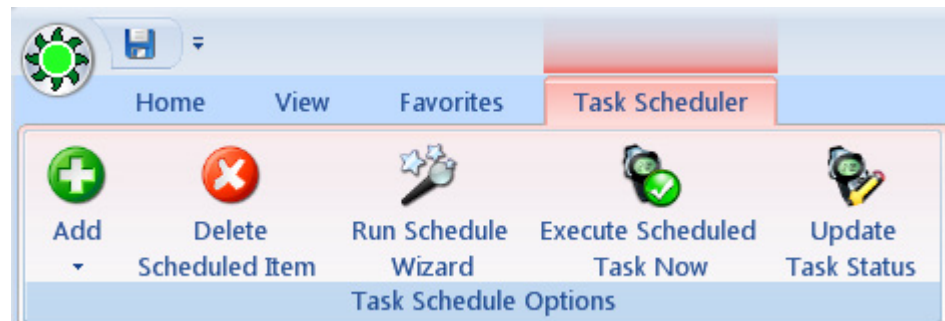 Home View Favorites Task Scheduler
Add Delete Run Schedule Execute Scheduled Update
Scheduled Item Wizard Task Now Task Status
Task Schedule Options